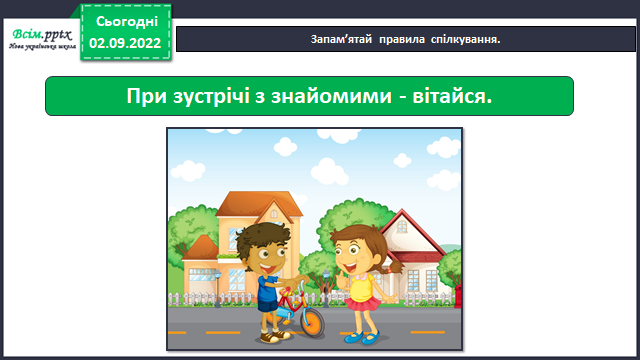 Всім.pptx
Нова українська школа
Сьогодні
02.09.2022
Запам’ятай правила спілкування.
При зустрічі з знайомими - вітайся.